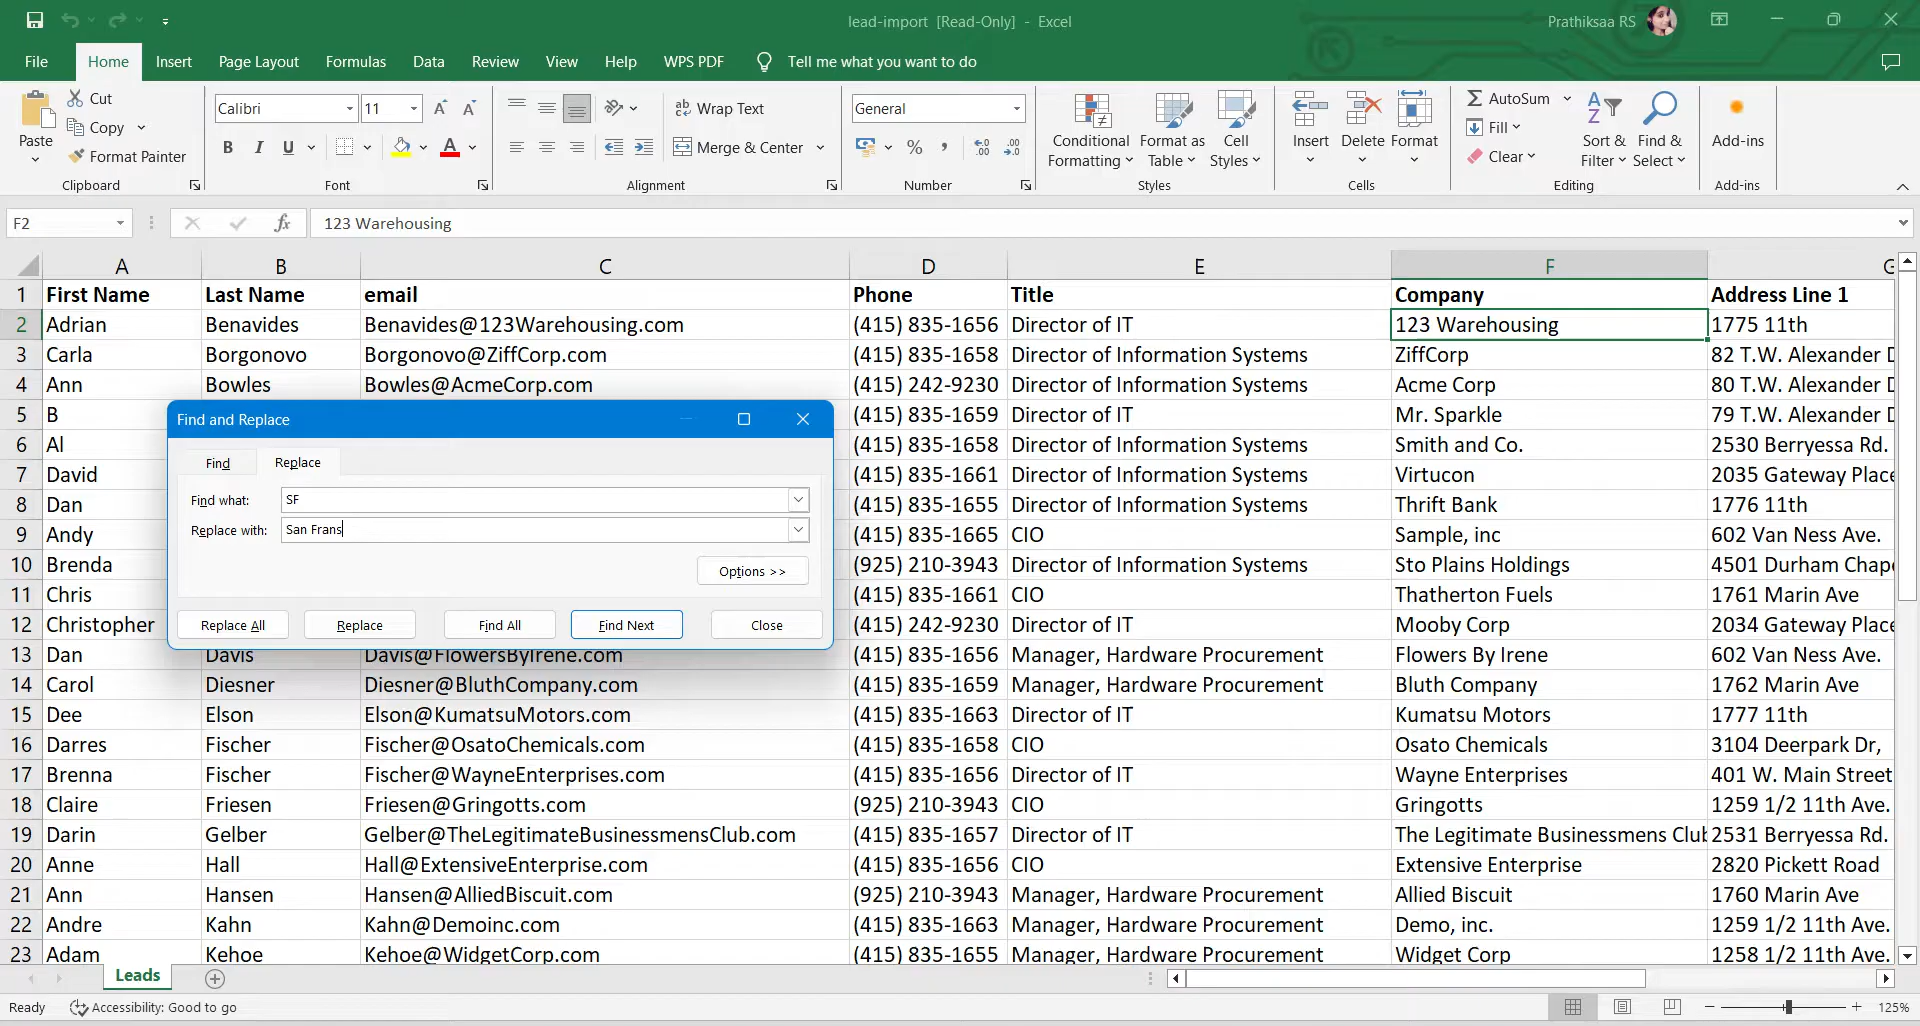 lead-import [Read-Only] - Excel
Prathiksaa RS
File Home Insert Page Layout Formulas Data Review View Help WPS PDF Tell me what you want to do
Paste
Cut
Copy
Format Painter
Clipboard
Calibri 11
B I U
Font
Wrap Text
Merge & Center
Alignment
General
Number
Conditional Formatting
Format as Table
Cell Styles
Styles
Insert Delete Format
Cells
AutoSum
Fill
Clear
Sort & Filter
Find & Select
Editing
Add-ins
Add-ins
F2 fx 123 Warehousing
A B C D E F G
1 First Name Last Name email Phone Title Company Address Line 1
2 Adrian Benavides Benavides@123Warehousing.com (415) 835-1656 Director of IT 123 Warehousing 1775 11th
3 Carla Borgonovo Borgonovo@ZiffCorp.com (415) 835-1658 Director of Information Systems ZiffCorp 82 T.W. Alexander D
4 Ann Bowles Bowles@AcmeCorp.com (415) 242-9230 Director of Information Systems Acme Corp 80 T.W. Alexander D
5 B (415) 835-1659 Director of IT Mr. Sparkle 79 T.W. Alexander D
6 Al (415) 835-1658 Director of Information Systems Smith and Co. 2530 Berryessa Rd.
7 David (415) 835-1661 Director of Information Systems Virtucon 2035 Gateway Place
8 Dan (415) 835-1655 Director of Information Systems Thrift Bank 1776 11th
9 Andy (415) 835-1665 CIO Sample, inc 602 Van Ness Ave.
10 Brenda (925) 210-3943 Director of Information Systems Sto Plains Holdings 4501 Durham Chape
11 Chris (415) 835-1661 CIO Thatherton Fuels 1761 Marin Ave
12 Christopher (415) 242-9230 Director of IT Mooby Corp 2034 Gateway Place
13 Dan Davis Davis@FlowersByIrene.com (415) 835-1656 Manager, Hardware Procurement Flowers By Irene 602 Van Ness Ave.
14 Carol Diesner Diesner@BluthCompany.com (415) 835-1659 Manager, Hardware Procurement Bluth Company 1762 Marin Ave
15 Dee Elson Elson@KumatsuMotors.com (415) 835-1663 Director of IT Kumatsu Motors 1777 11th
16 Darres Fischer Fischer@OsatoChemicals.com (415) 835-1658 CIO Osato Chemicals 3104 Deerpark Dr,
17 Brenna Fischer Fischer@WayneEnterprises.com (415) 835-1656 Director of IT Wayne Enterprises 401 W. Main Street
18 Claire Friesen Friesen@Gringotts.com (925) 210-3943 CIO Gringotts 1259 1/2 11th Ave.
19 Darin Gelber Gelber@TheLegitimateBusinessmensClub.com (415) 835-1657 Director of IT The Legitimate Businessmens Club 2531 Berryessa Rd.
20 Anne Hall Hall@ExtensiveEnterprise.com (415) 835-1656 CIO Extensive Enterprise 2820 Pickett Road
21 Ann Hansen Hansen@AlliedBiscuit.com (925) 210-3943 Manager, Hardware Procurement Allied Biscuit 1760 Marin Ave
22 Andre Kahn Kahn@Demoinc.com (415) 835-1663 Manager, Hardware Procurement Demo, inc. 1259 1/2 11th Ave.
23 Adam Kehoe Kehoe@WidgetCorp.com (415) 835-1655 Manager, Hardware Procurement Widget Corp 1258 1/2 11th Ave.
Find and Replace
Find Replace
Find what: SF
Replace with: San Frans
Options >>
Replace All Replace Find All Find Next Close
Leads
Ready Accessibility: Good to go 125%